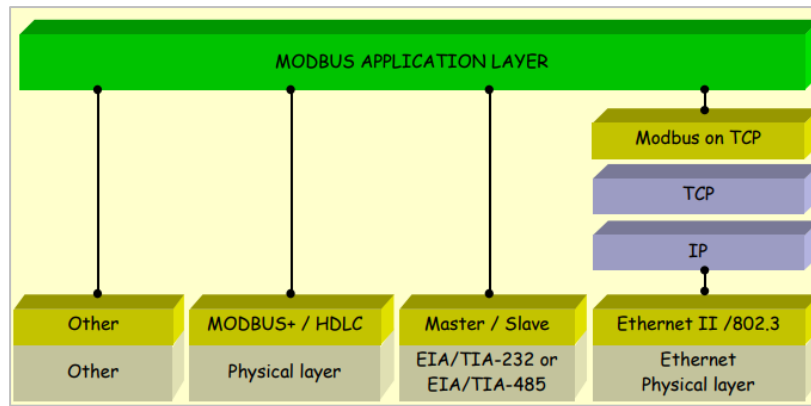 MODBUS APPLICATION LAYER
Modbus on TCP
TCP
IP
Other
MODBUS+ / HDLC
Master / Slave
Ethernet II /802.3
Other
Physical layer
EIA/TIA-232 or
EIA/TIA-485
Ethernet
Physical layer